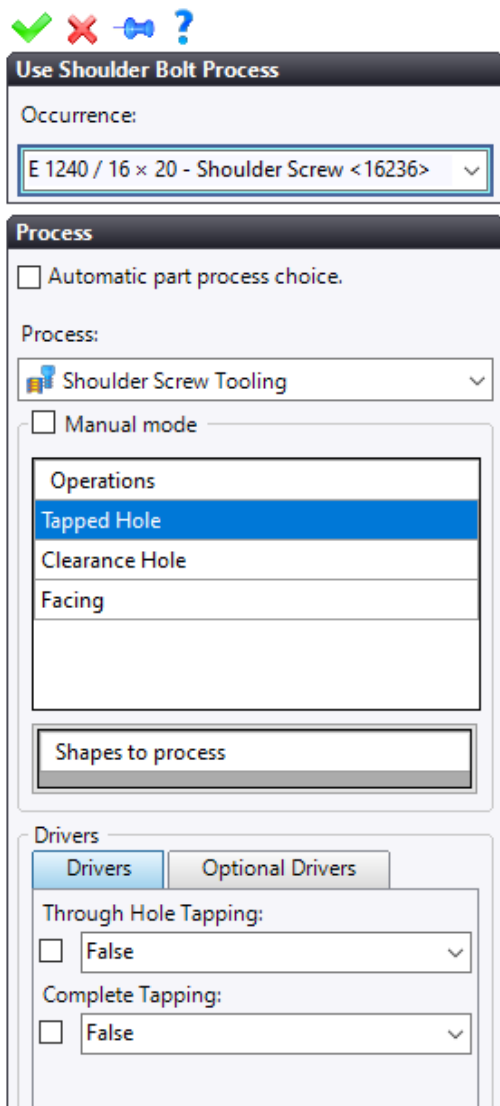 ?
Use Shoulder Bolt Process
Occurrence:
E 1240 / 16 × 20 - Shoulder Screw <16236>
Process
Automatic part process choice.
Process:
Shoulder Screw Tooling
Manual mode
Operations
Tapped Hole
Clearance Hole
Facing
Shapes to process
Drivers
Drivers Optional Drivers
Through Hole Tapping:
False
Complete Tapping:
False